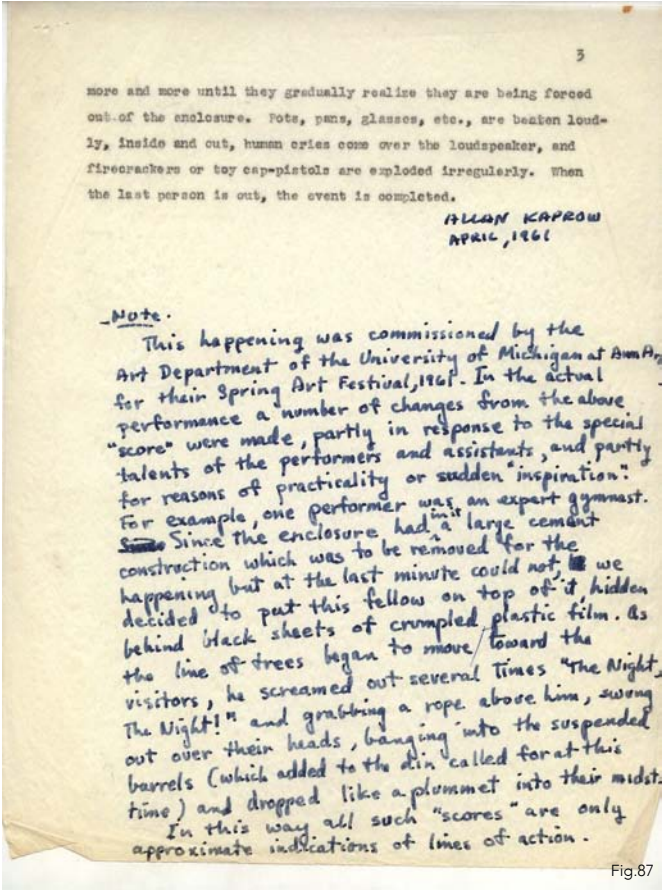 3
more and more until they gradually realize they are being forced
out of the enclosure. Pots, pans, glasses, etc., are beaten loud-
ly, inside and out, human cries come over the loudspeaker, and
firecrackers or toy cap-pistols are exploded irregularly. When
the last person is out, the event is completed.
ALLAN KAPROW
APRIL, 1961
Note.
This happening was commissioned by the
Art Department of the University of Michigan at Ann Ar
for their Spring Art Festival, 1961. In the actual
performance a number of changes from the above
"score" were made, partly in response to the special
talents of the performers and assistants, and partly
for reasons of practicality or sudden "inspiration".
For example, one performer was an expert gymnast.
Since Since the enclosure had in it a large cement
construction which was to be removed for the
happening but at the last minute could not, we
decided to put this fellow on top of it, hidden
behind black sheets of crumpled plastic film. As
the line of trees began to move toward the
visitors, he screamed out several times "The Night,
The Night!" and grabbing a rope above him, swung
out over their heads, banging into the suspended
barrels (which added to the din called for at this
time) and dropped like a plummet into their midst.
In this way all such "scores" are only
approximate indications of lines of action.
Fig.87